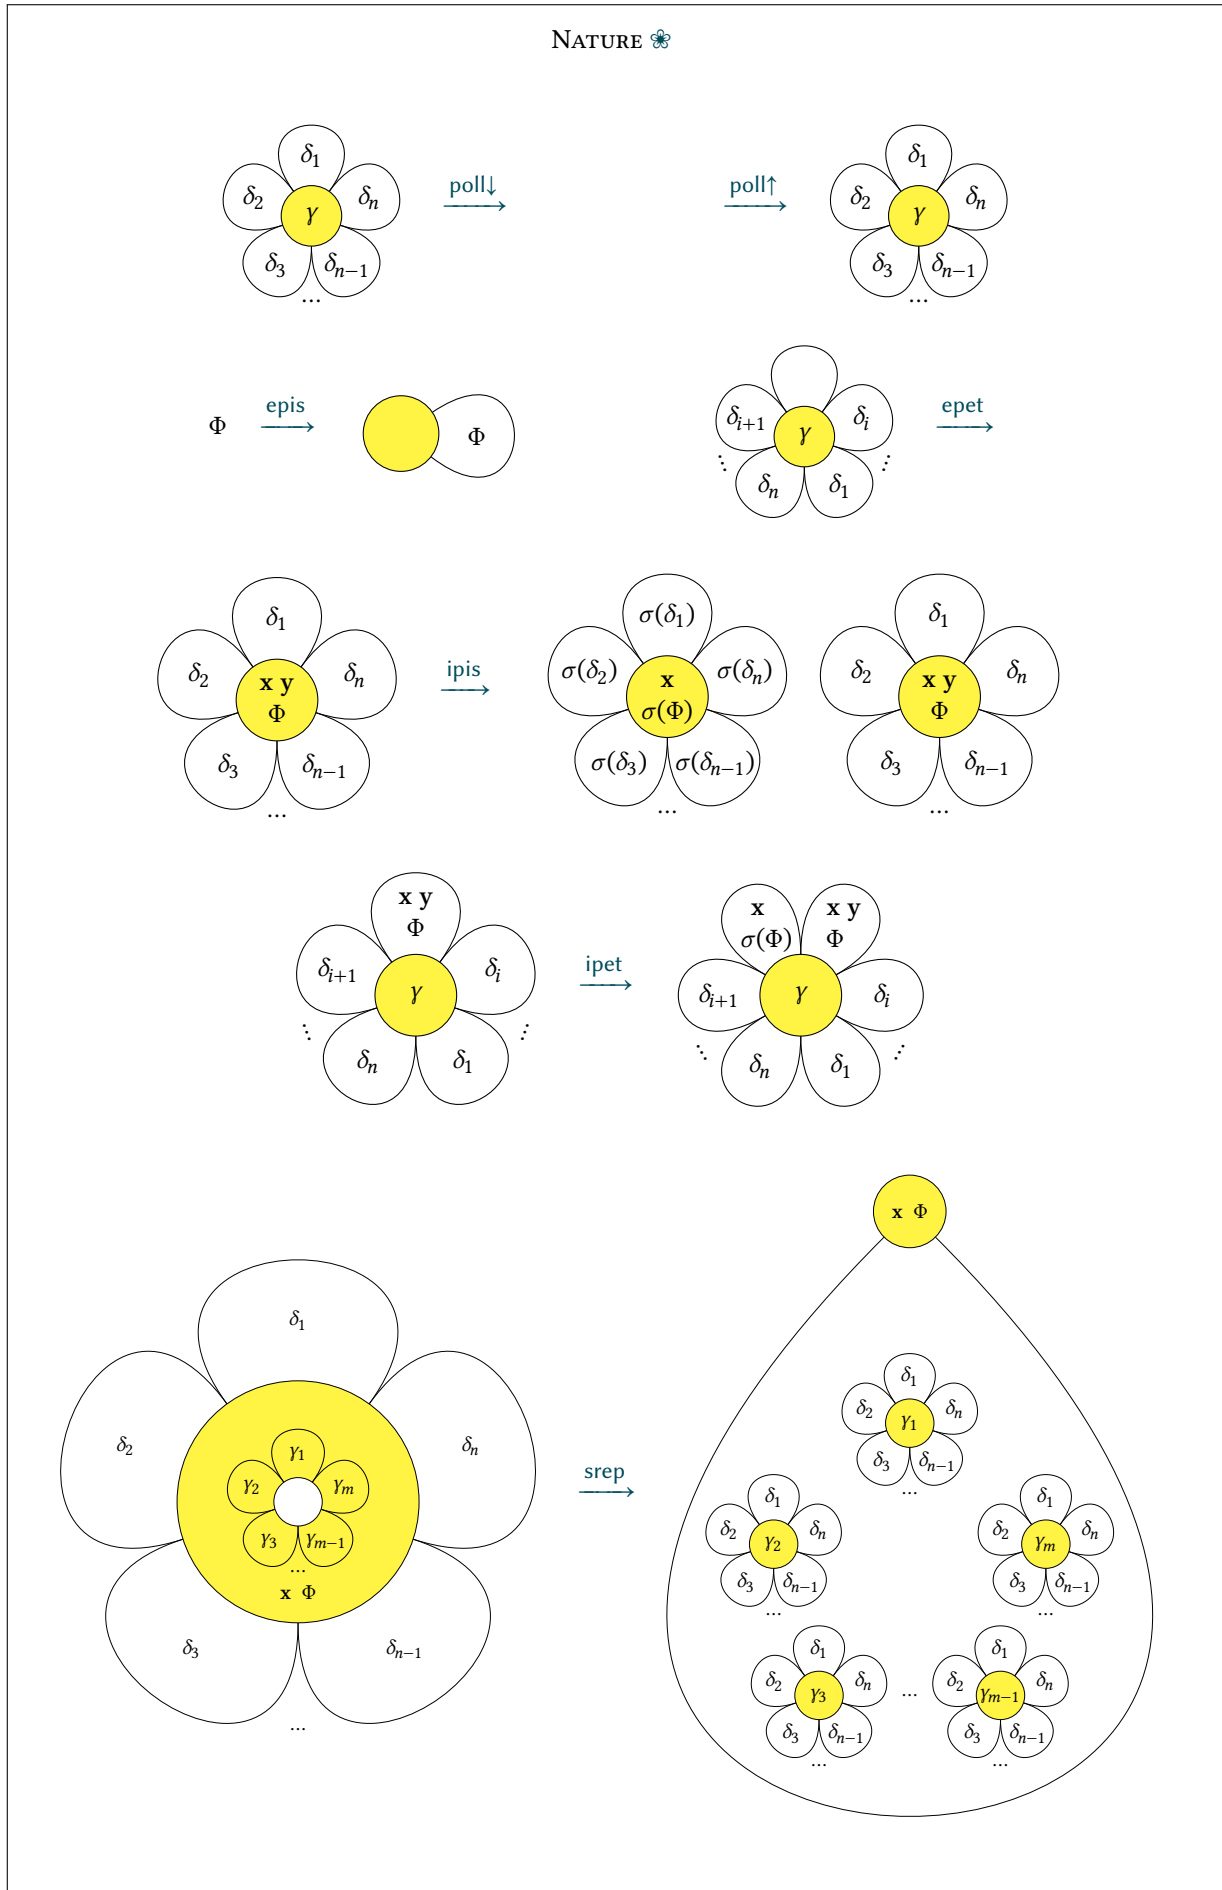 NATURE ❀
δ1
δ2 δn
γ
δ3 δn−1
...
poll↓
poll↑
δ1
δ2 δn
γ
δ3 δn−1
...
Φ
epis
Φ
δi+1 δi
γ
⋮ ⋮
δn δ1
epet
δ1
δ2 δn
x y
Φ
δ3 δn−1
...
ipis
σ(δ1)
σ(δ2) σ(δn)
x
σ(Φ)
σ(δ3) σ(δn−1)
...
δ1
δ2 δn
x y
Φ
δ3 δn−1
...
x y
Φ
δi+1 δi
γ
⋮ ⋮
δn δ1
ipet
x
σ(Φ)
x y
Φ
δi+1 δi
γ
⋮ ⋮
δn δ1
δ1
δ2 δn
γ1
γ2 γm
γ3 γm−1
...
x Φ
δ3 δn−1
...
srep
x Φ
δ1
δ2 δn
γ1
δ3 δn−1
...
δ1
δ2 δn
γ2
δ3 δn−1
...
δ1
δ2 δn
γm
δ3 δn−1
...
δ1
δ2 δn
γ3
δ3 δn−1
...
...
δ1
δ2 δn
γm−1
δ3 δn−1
...